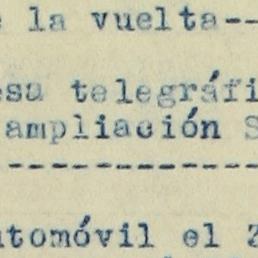 la vuelta--
esa telegráfi
ampliación S
--------------
utomóvil el